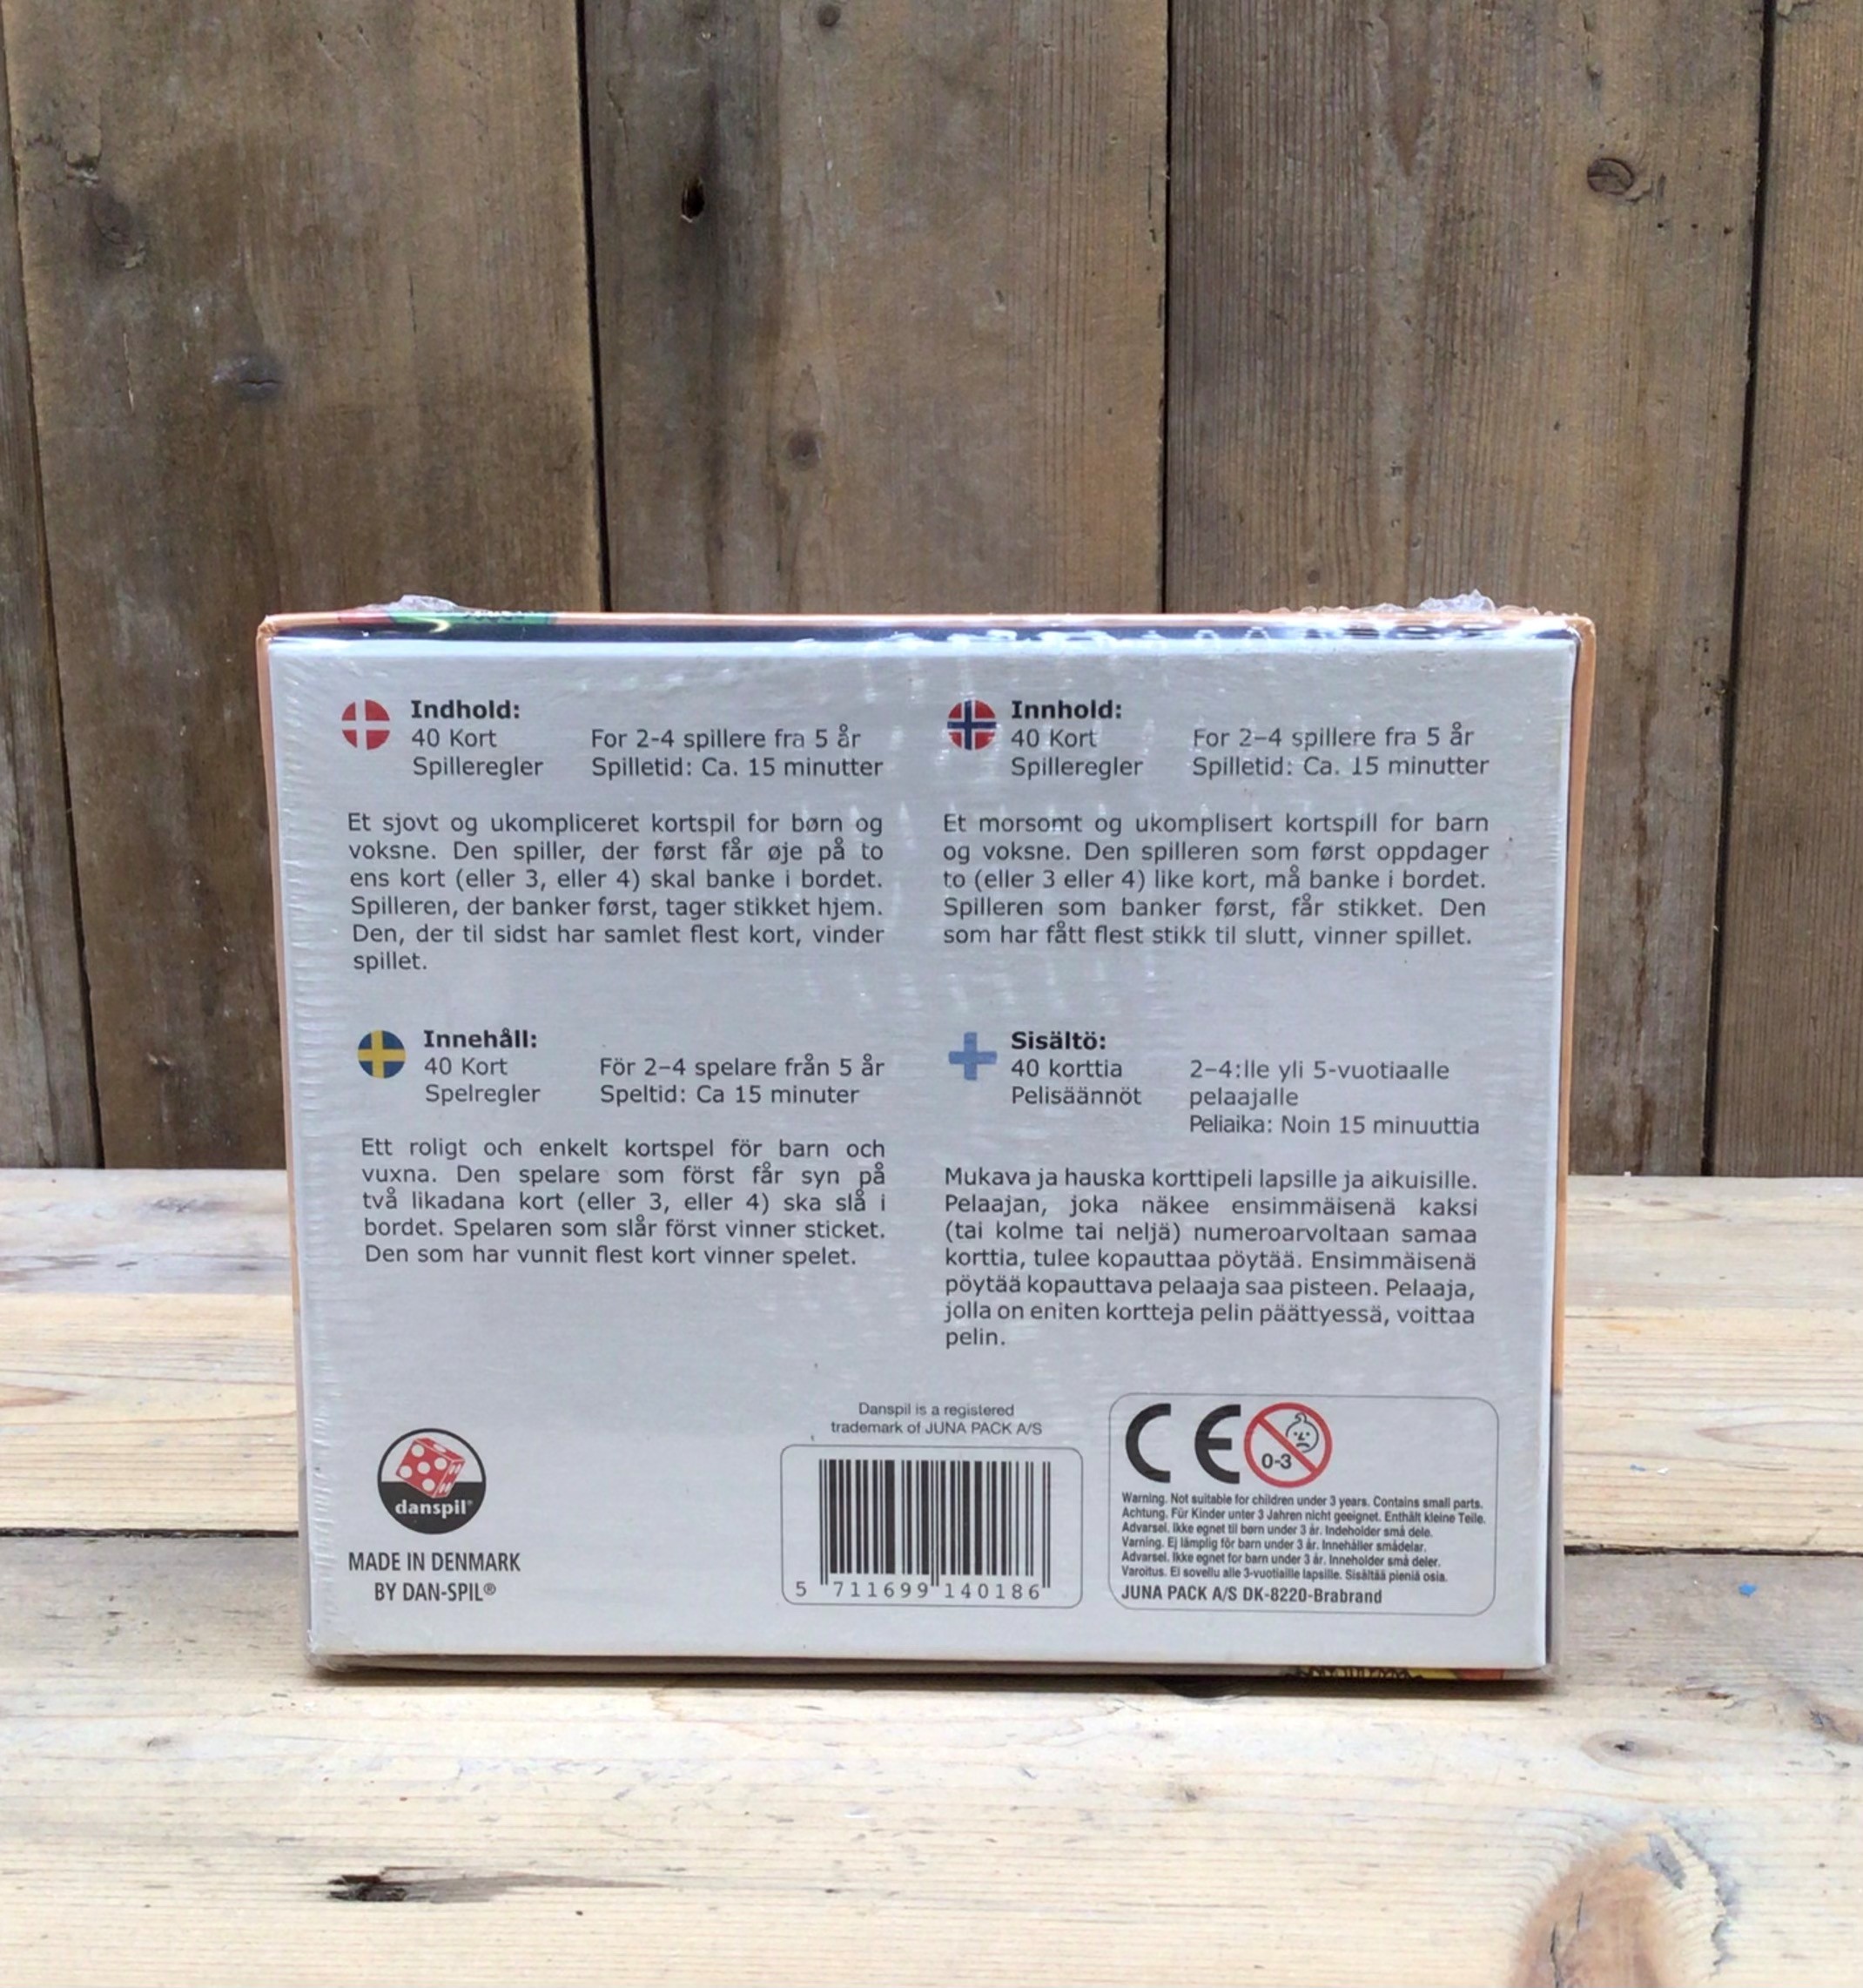 Indhold:
40 Kort
Spilleregler
For 2-4 spillere fra 5 år
Spilletid: Ca. 15 minutter
Et sjovt og ukompliceret kortspil for børn og
voksne. Den spiller, der først får øje på to
ens kort (eller 3, eller 4) skal banke i bordet.
Spilleren, der banker først, tager stikket hjem.
Den, der til sidst har samlet flest kort, vinder
spillet.
Innhold:
40 Kort
Spilleregler
For 2–4 spillere fra 5 år
Spilletid: Ca. 15 minutter
Et morsomt og ukomplisert kortspill for barn
og voksne. Den spilleren som først oppdager
to (eller 3 eller 4) like kort, må banke i bordet.
Spilleren som banker først, får stikket. Den
som har fått flest stikk til slutt, vinner spillet.
Innehåll:
40 Kort
Spelregler
För 2–4 spelare från 5 år
Speltid: Ca 15 minuter
Ett roligt och enkelt kortspel för barn och
vuxna. Den spelare som först får syn på
två likadana kort (eller 3, eller 4) ska slå i
bordet. Spelaren som slår först vinner sticket.
Den som har vunnit flest kort vinner spelet.
Sisältö:
40 korttia
Pelisäännöt
2–4:lle yli 5-vuotiaalle
pelaajalle
Peliaika: Noin 15 minuuttia
Mukava ja hauska korttipeli lapsille ja aikuisille.
Pelaajan, joka näkee ensimmäisenä kaksi
(tai kolme tai neljä) numeroarvoltaan samaa
korttia, tulee kopauttaa pöytää. Ensimmäisenä
pöytää kopauttava pelaaja saa pisteen. Pelaaja,
jolla on eniten kortteja pelin päättyessä, voittaa
pelin.
danspil®
MADE IN DENMARK
BY DAN-SPIL®
Danspil is a registered
trademark of JUNA PACK A/S
5 711699 140186
CE
0-3
Warning. Not suitable for children under 3 years. Contains small parts.
Achtung. Für Kinder unter 3 Jahren nicht geeignet. Enthält kleine Teile.
Advarsel. Ikke egnet til børn under 3 år. Indeholder små dele.
Varning. Ej lämplig för barn under 3 år. Innehåller smådelar.
Advarsel. Ikke egnet for barn under 3 år. Inneholder små deler.
Varoitus. Ei sovellu alle 3-vuotiaille lapsille. Sisältää pieniä osia.
JUNA PACK A/S DK-8220-Brabrand